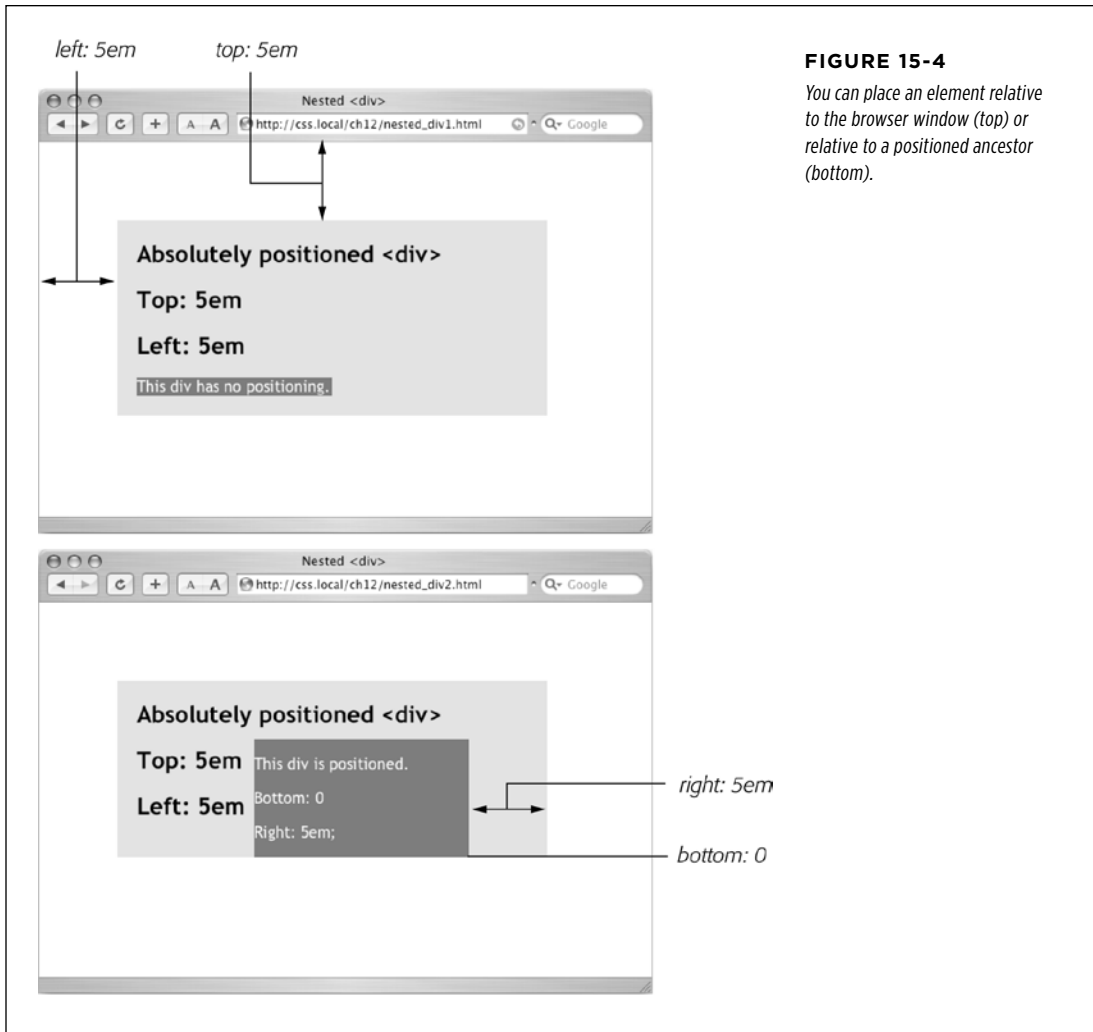 left: 5em
top: 5em
FIGURE 15-4
You can place an element relative
to the browser window (top) or
relative to a positioned ancestor
(bottom).
Nested <div>
A A
http://css.local/ch12/nested_div1.html
Google
Absolutely positioned <div>
Top: 5em
Left: 5em
This div has no positioning.
Nested <div>
A A
http://css.local/ch12/nested_div2.html
Google
Absolutely positioned <div>
Top: 5em
Left: 5em
This div is positioned.
Bottom: 0
Right: 5em;
right: 5em
bottom: 0